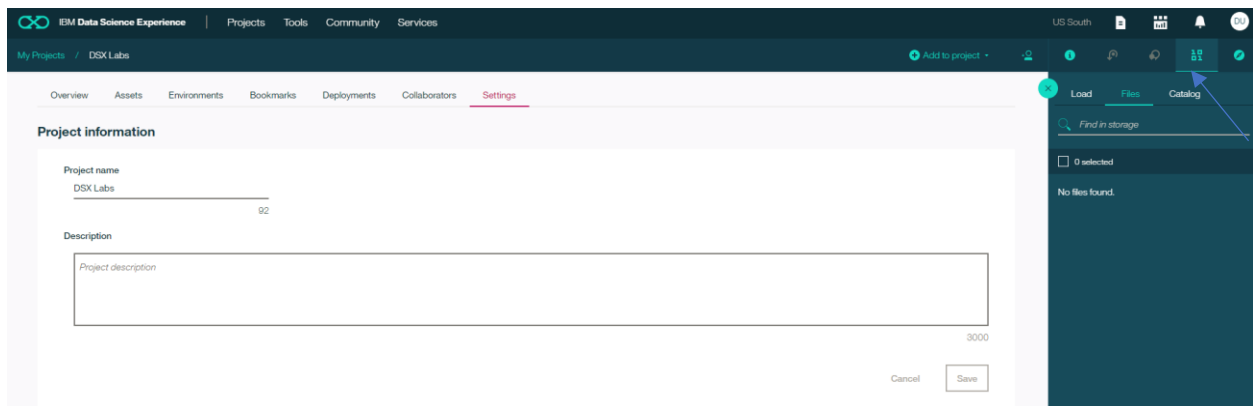 IBM Data Science Experience | Projects Tools Community Services US South DU
My Projects / DSX Labs Add to project
Overview Assets Environments Bookmarks Deployments Collaborators Settings
Load Files Catalog
Find in storage
Project information
0 selected
Project name
DSX Labs
No files found.
92
Description
Project description
3000
Cancel Save